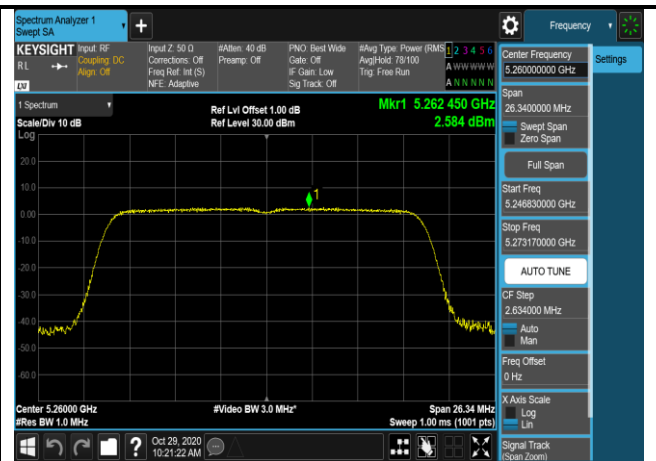 Spectrum Analyzer 1
Swept SA
+
Frequency
KEYSIGHT
RL
LXI
Input: RF
Coupling: DC
Align: Off
Input Z: 50 Ω
Corrections: Off
Freq Ref: Int (S)
NFE: Adaptive
#Atten: 40 dB
Preamp: Off
PNO: Best Wide
Gate: Off
IF Gain: Low
Sig Track: Off
#Avg Type: Power (RMS
Avg|Hold: 78/100
Trig: Free Run
1 2 3 4 5 6
A W W W W W
A N N N N N
1 Spectrum
Scale/Div 10 dB
Log
Ref Lvl Offset 1.00 dB
Ref Level 30.00 dBm
Mkr1 5.262 450 GHz
2.584 dBm
1
20.0
10.0
0.00
-10.0
-20.0
-30.0
-40.0
-50.0
-60.0
Center 5.26000 GHz
#Res BW 1.0 MHz
#Video BW 3.0 MHz*
Span 26.34 MHz
Sweep 1.00 ms (1001 pts)
Oct 29, 2020
10:21:22 AM
?
Center Frequency
5.260000000 GHz
Span
26.3400000 MHz
Swept Span
Zero Span
Full Span
Start Freq
5.246830000 GHz
Stop Freq
5.273170000 GHz
AUTO TUNE
CF Step
2.634000 MHz
Auto
Man
Freq Offset
0 Hz
X Axis Scale
Log
Lin
Signal Track
(Span Zoom)
Settings